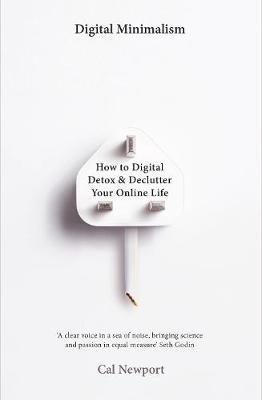 Digital Minimalism
How to Digital
Detox & Declutter
Your Online Life
'A clear voice in a sea of noise, bringing science
and passion in equal measure' Seth Godin
Cal Newport